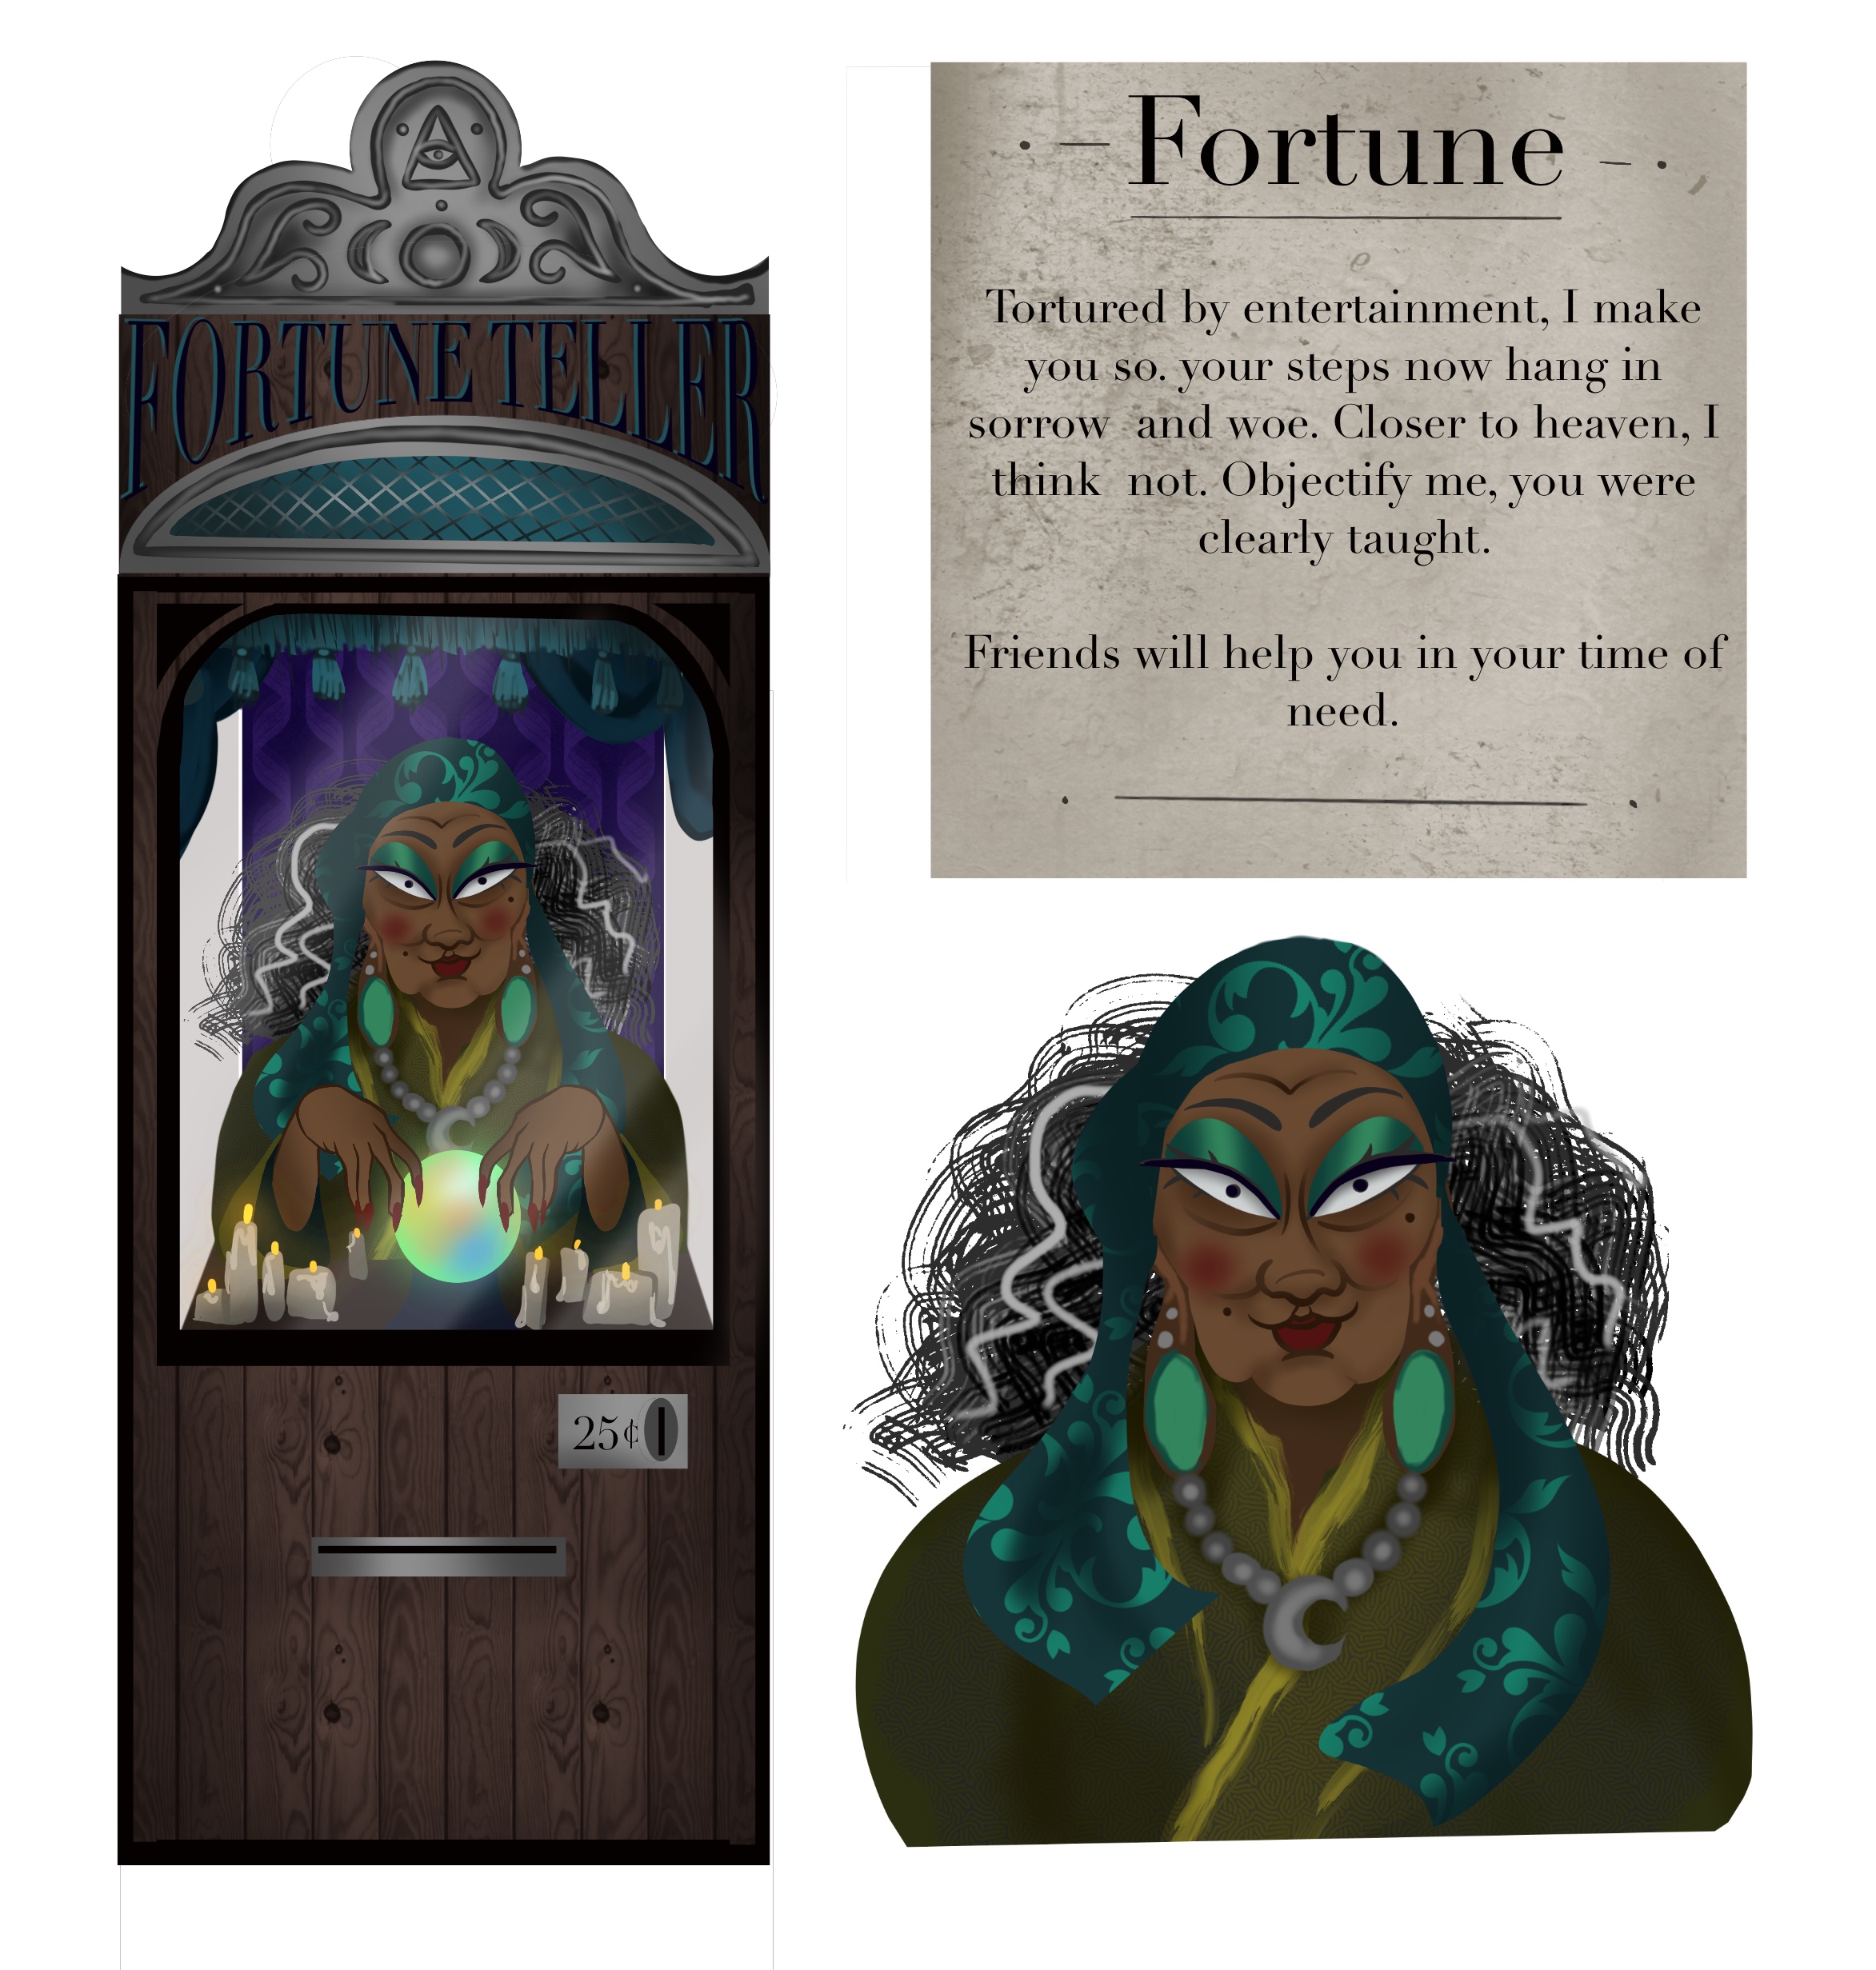 FORTUNE TELLER
25¢
Fortune
Tortured by entertainment, I make
you so. your steps now hang in
sorrow  and woe. Closer to heaven, I
think  not. Objectify me, you were
clearly taught.
Friends will help you in your time of
need.